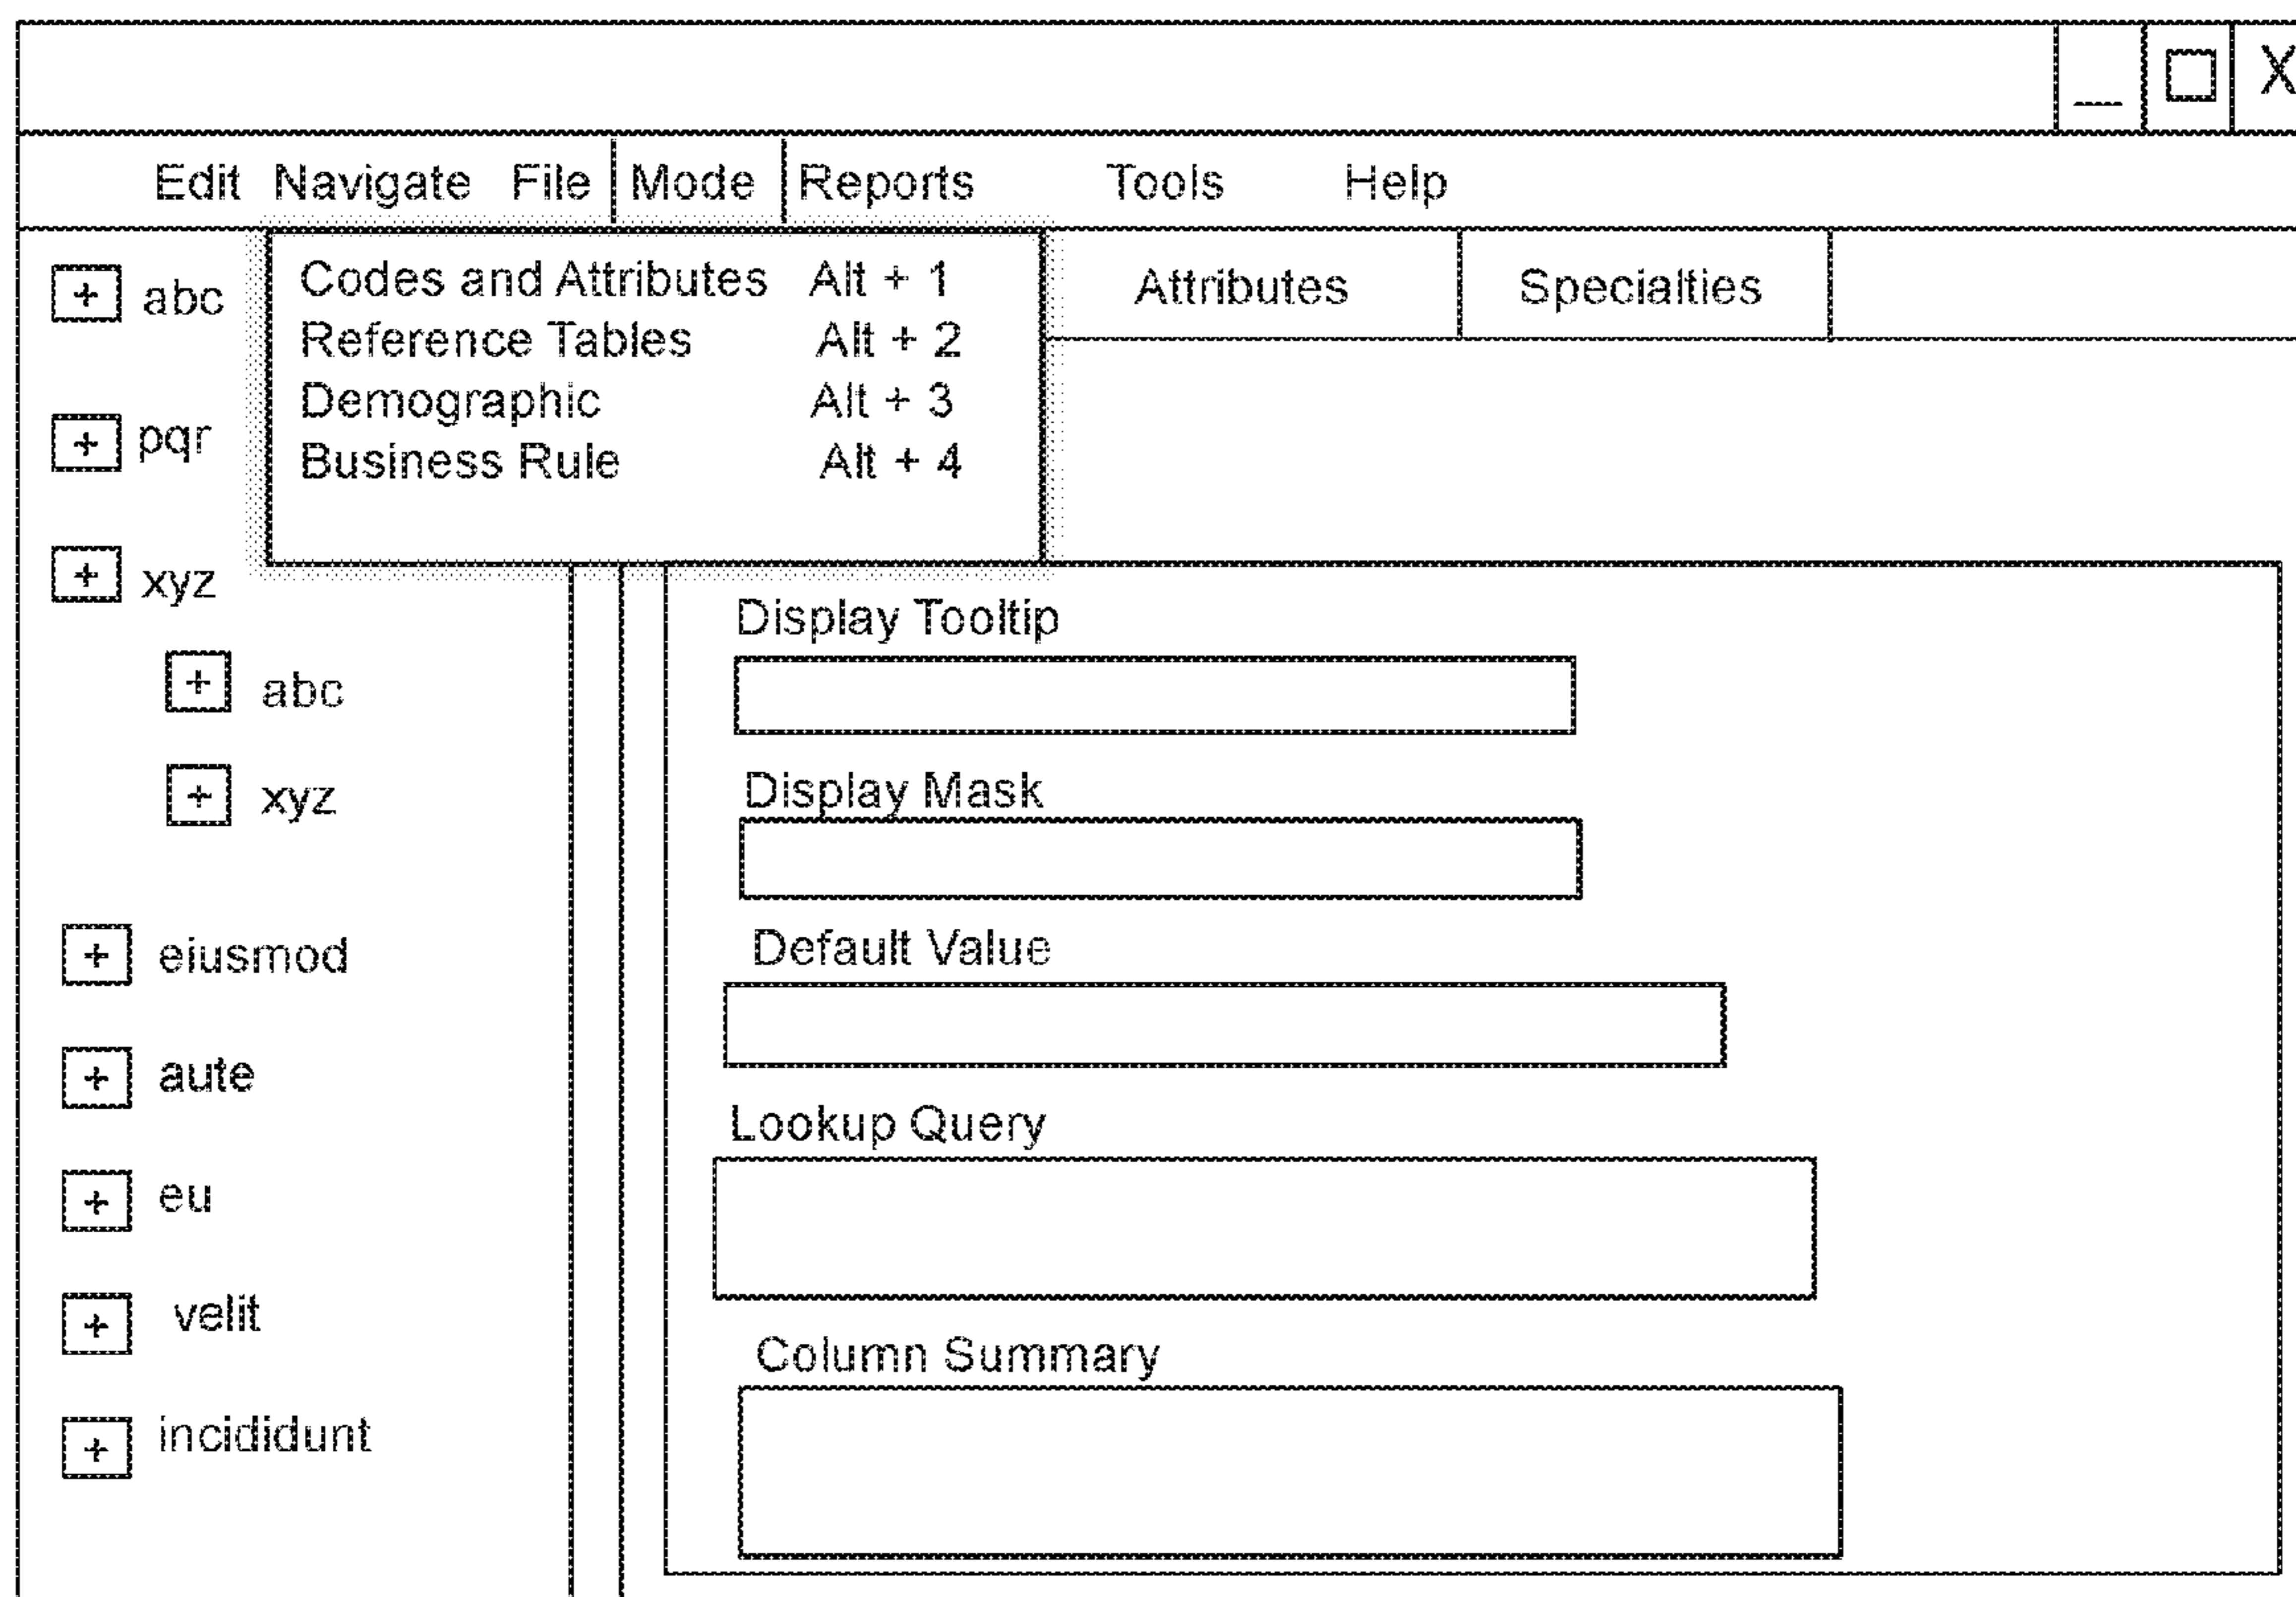 _ □ X
Edit Navigate File Mode Reports Tools Help
Codes and Attributes Alt + 1
Reference Tables Alt + 2
Demographic Alt + 3
Business Rule Alt + 4
Attributes Specialties
+ abc
+ pqr
+ xyz
+ abc
+ xyz
+ eiusmod
+ aute
+ eu
+ velit
+ incididunt
Display Tooltip
Display Mask
Default Value
Lookup Query
Column Summary